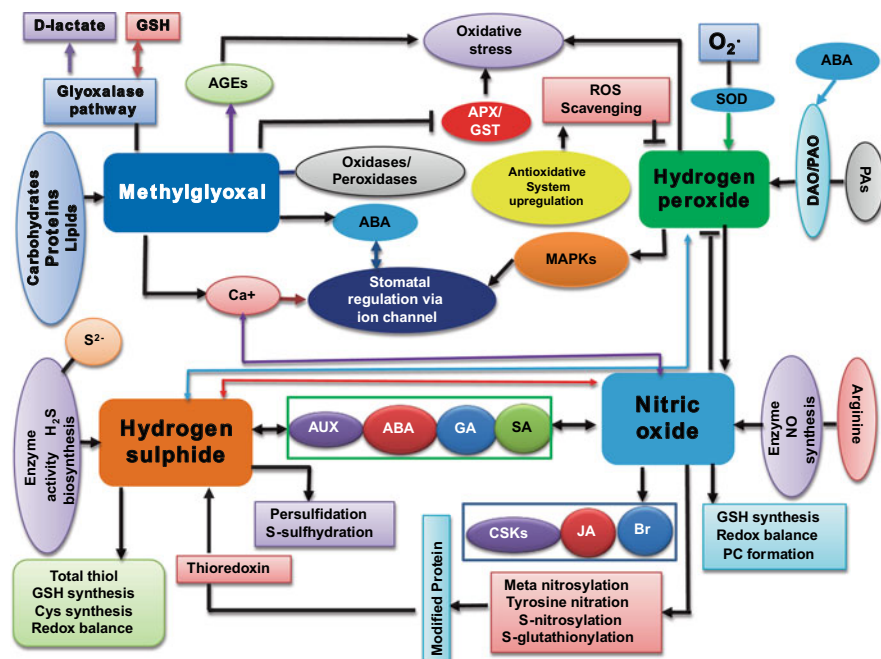 D-lactate
GSH
Glyoxalase
pathway
AGEs
Oxidative
stress
O₂·
ABA
SOD
ROS
Scavenging
APX/
GST
DAO/PAO
PAs
Carbohydrates
Proteins
Lipids
Methylglyoxal
Oxidases/
Peroxidases
Antioxidative
System
upregulation
Hydrogen
peroxide
ABA
MAPKs
Stomatal
regulation via
ion channel
Ca+
S²⁻
Enzyme
activity H₂S
biosynthesis
Hydrogen
sulphide
AUX
ABA
GA
SA
Nitric
oxide
Enzyme
NO
synthesis
Arginine
Persulfidation
S-sulfhydration
CSKs
JA
Br
GSH synthesis
Redox balance
PC formation
Total thiol
GSH synthesis
Cys synthesis
Redox balance
Thioredoxin
Modified Protein
Meta nitrosylation
Tyrosine nitration
S-nitrosylation
S-glutathionylation